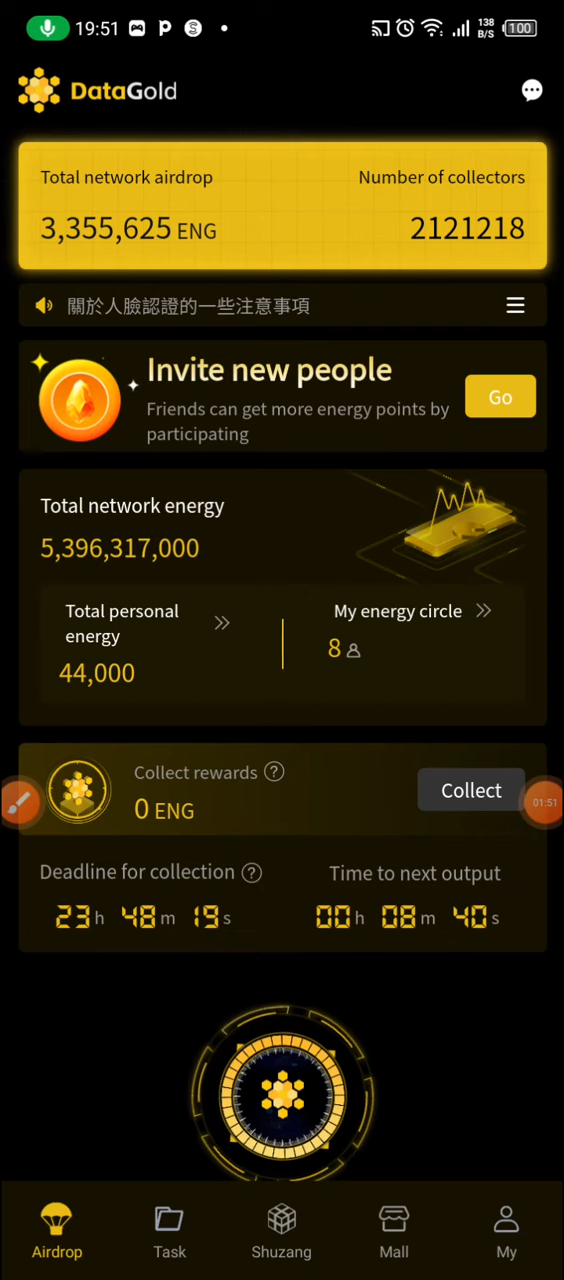 19:51
138
B/S
100
DataGold
Total network airdrop
Number of collectors
3,355,625 ENG
2121218
關於人臉認證的一些注意事項
Invite new people
Friends can get more energy points by
participating
Go
Total network energy
5,396,317,000
Total personal
energy
My energy circle
44,000
8
Collect rewards ?
0 ENG
Collect
01:51
Deadline for collection ?
Time to next output
23 h 48 m 19 s
00 h 08 m 40 s
Airdrop
Task
Shuzang
Mall
My